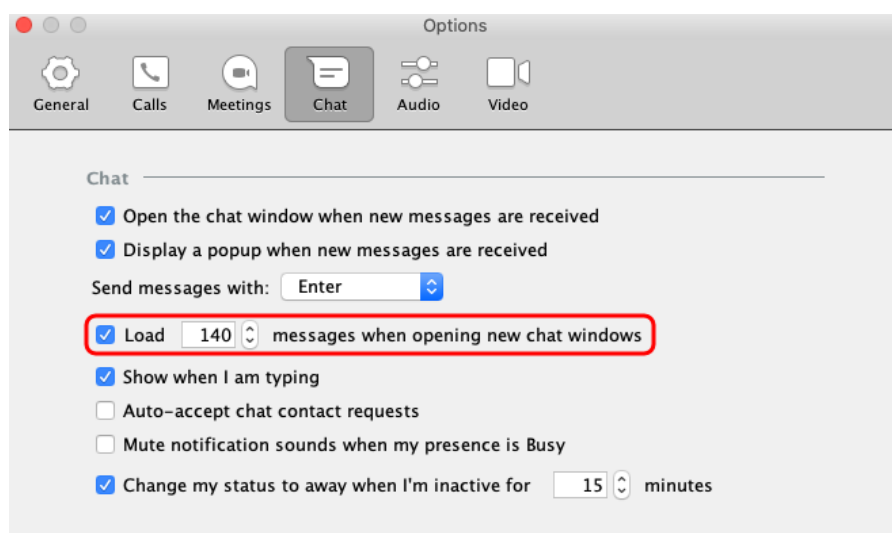 Options
General Calls Meetings Chat Audio Video
Chat
Open the chat window when new messages are received
Display a popup when new messages are received
Send messages with: Enter
Load 140 messages when opening new chat windows
Show when I am typing
Auto-accept chat contact requests
Mute notification sounds when my presence is Busy
Change my status to away when I'm inactive for 15 minutes